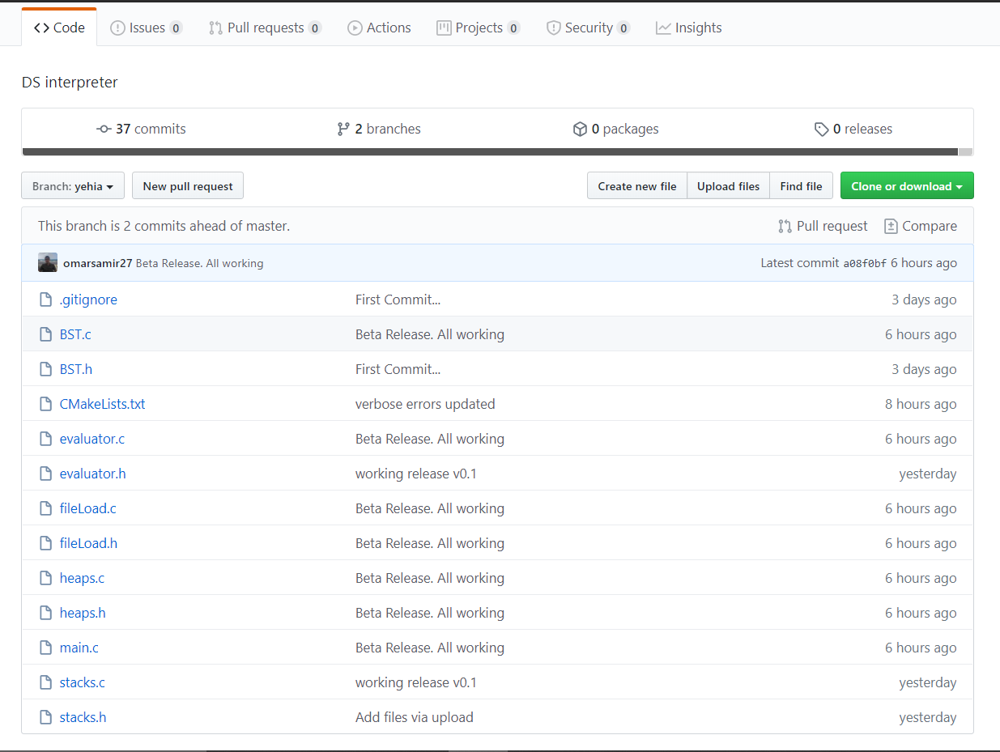 Code Issues 0 Pull requests 0 Actions Projects 0 Security 0 Insights
DS interpreter
37 commits 2 branches 0 packages 0 releases
Branch: yehia New pull request Create new file Upload files Find file Clone or download
This branch is 2 commits ahead of master. Pull request Compare
omarsamir27 Beta Release. All working Latest commit a08f0bf 6 hours ago
.gitignore First Commit... 3 days ago
BST.c Beta Release. All working 6 hours ago
BST.h First Commit... 3 days ago
CMakeLists.txt verbose errors updated 8 hours ago
evaluator.c Beta Release. All working 6 hours ago
evaluator.h working release v0.1 yesterday
fileLoad.c Beta Release. All working 6 hours ago
fileLoad.h Beta Release. All working 6 hours ago
heaps.c Beta Release. All working 6 hours ago
heaps.h Beta Release. All working 6 hours ago
main.c Beta Release. All working 6 hours ago
stacks.c working release v0.1 yesterday
stacks.h Add files via upload yesterday